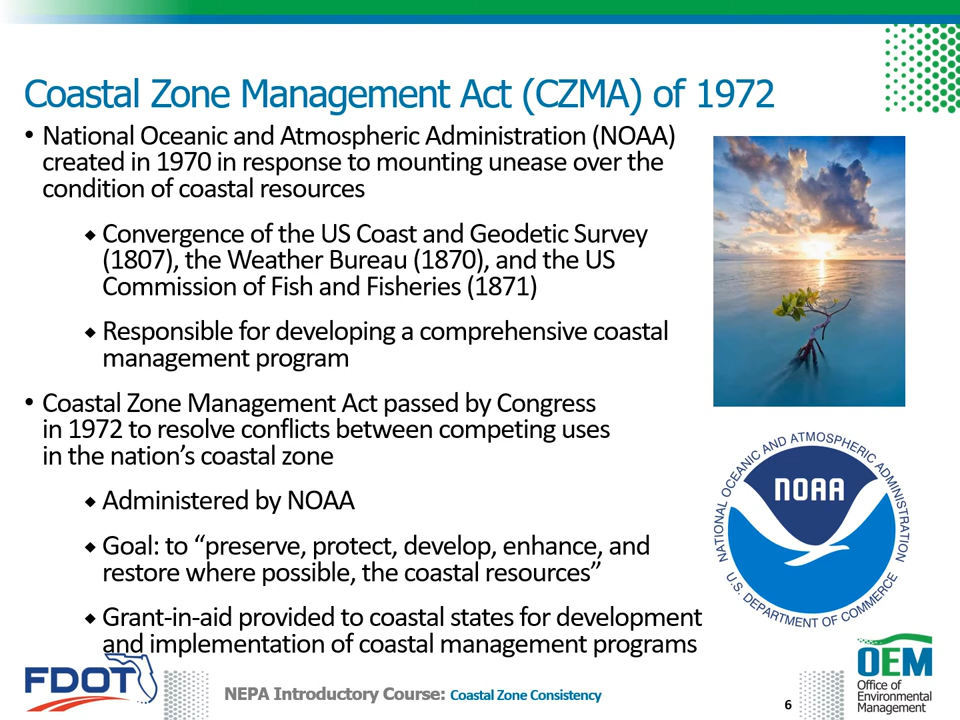 Coastal Zone Management Act (CZMA) of 1972
• National Oceanic and Atmospheric Administration (NOAA)
created in 1970 in response to mounting unease over the
condition of coastal resources
◆ Convergence of the US Coast and Geodetic Survey
(1807), the Weather Bureau (1870), and the US
Commission of Fish and Fisheries (1871)
◆ Responsible for developing a comprehensive coastal
management program
• Coastal Zone Management Act passed by Congress
in 1972 to resolve conflicts between competing uses
in the nation’s coastal zone
◆ Administered by NOAA
◆ Goal: to “preserve, protect, develop, enhance, and
restore where possible, the coastal resources”
◆ Grant-in-aid provided to coastal states for development
and implementation of coastal management programs
NATIONAL OCEANIC AND ATMOSPHERIC ADMINISTRATION
NOAA
U.S. DEPARTMENT OF COMMERCE
FDOT
NEPA Introductory Course: Coastal Zone Consistency
6
OEM
Office of
Environmental
Management